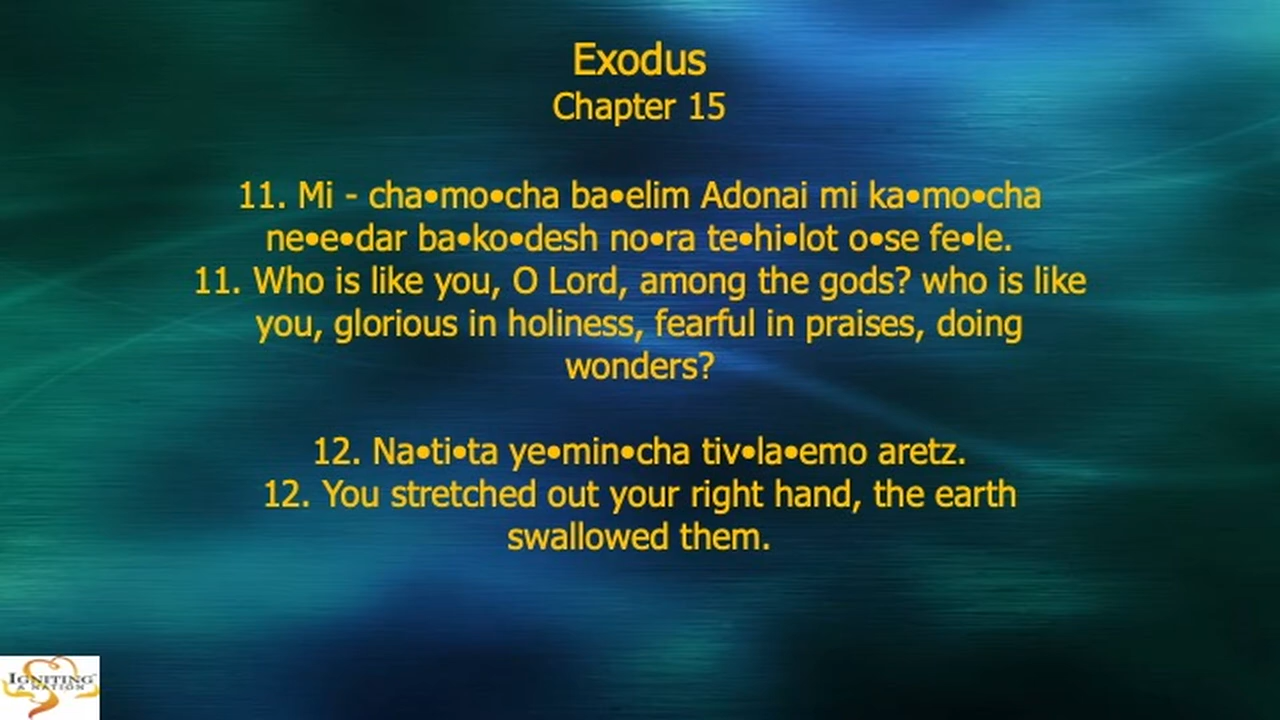 Exodus
Chapter 15
11. Mi - cha•mo•cha ba•elim Adonai mi ka•mo•cha
ne•e•dar ba•ko•desh no•ra te•hi•lot o•se fe•le.
11. Who is like you, O Lord, among the gods? who is like
you, glorious in holiness, fearful in praises, doing
wonders?
12. Na•ti•ta ye•min•cha tiv•la•emo aretz.
12. You stretched out your right hand, the earth
swallowed them.
IGNITING
A NATION